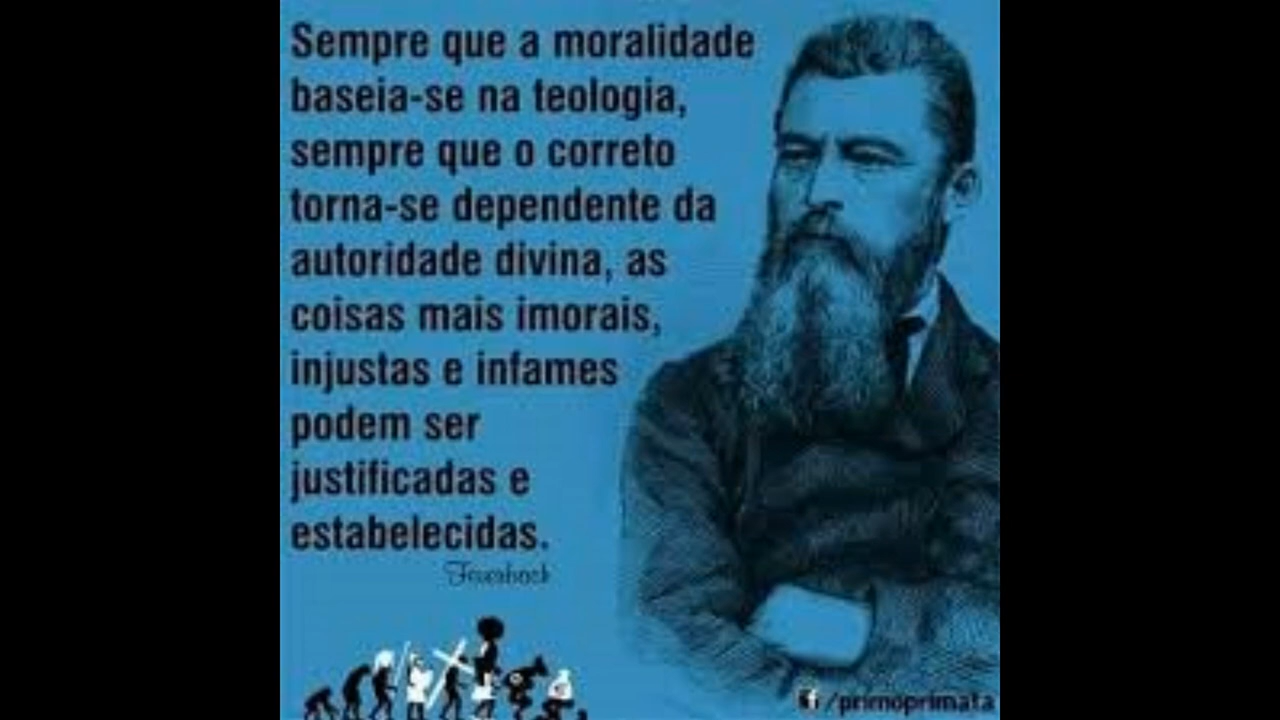 Sempre que a moralidade
baseia-se na teologia,
sempre que o correto
torna-se dependente da
autoridade divina, as
coisas mais imorais,
injustas e infames
podem ser
justificadas e
estabelecidas.
Feuerbach
/primoprimata